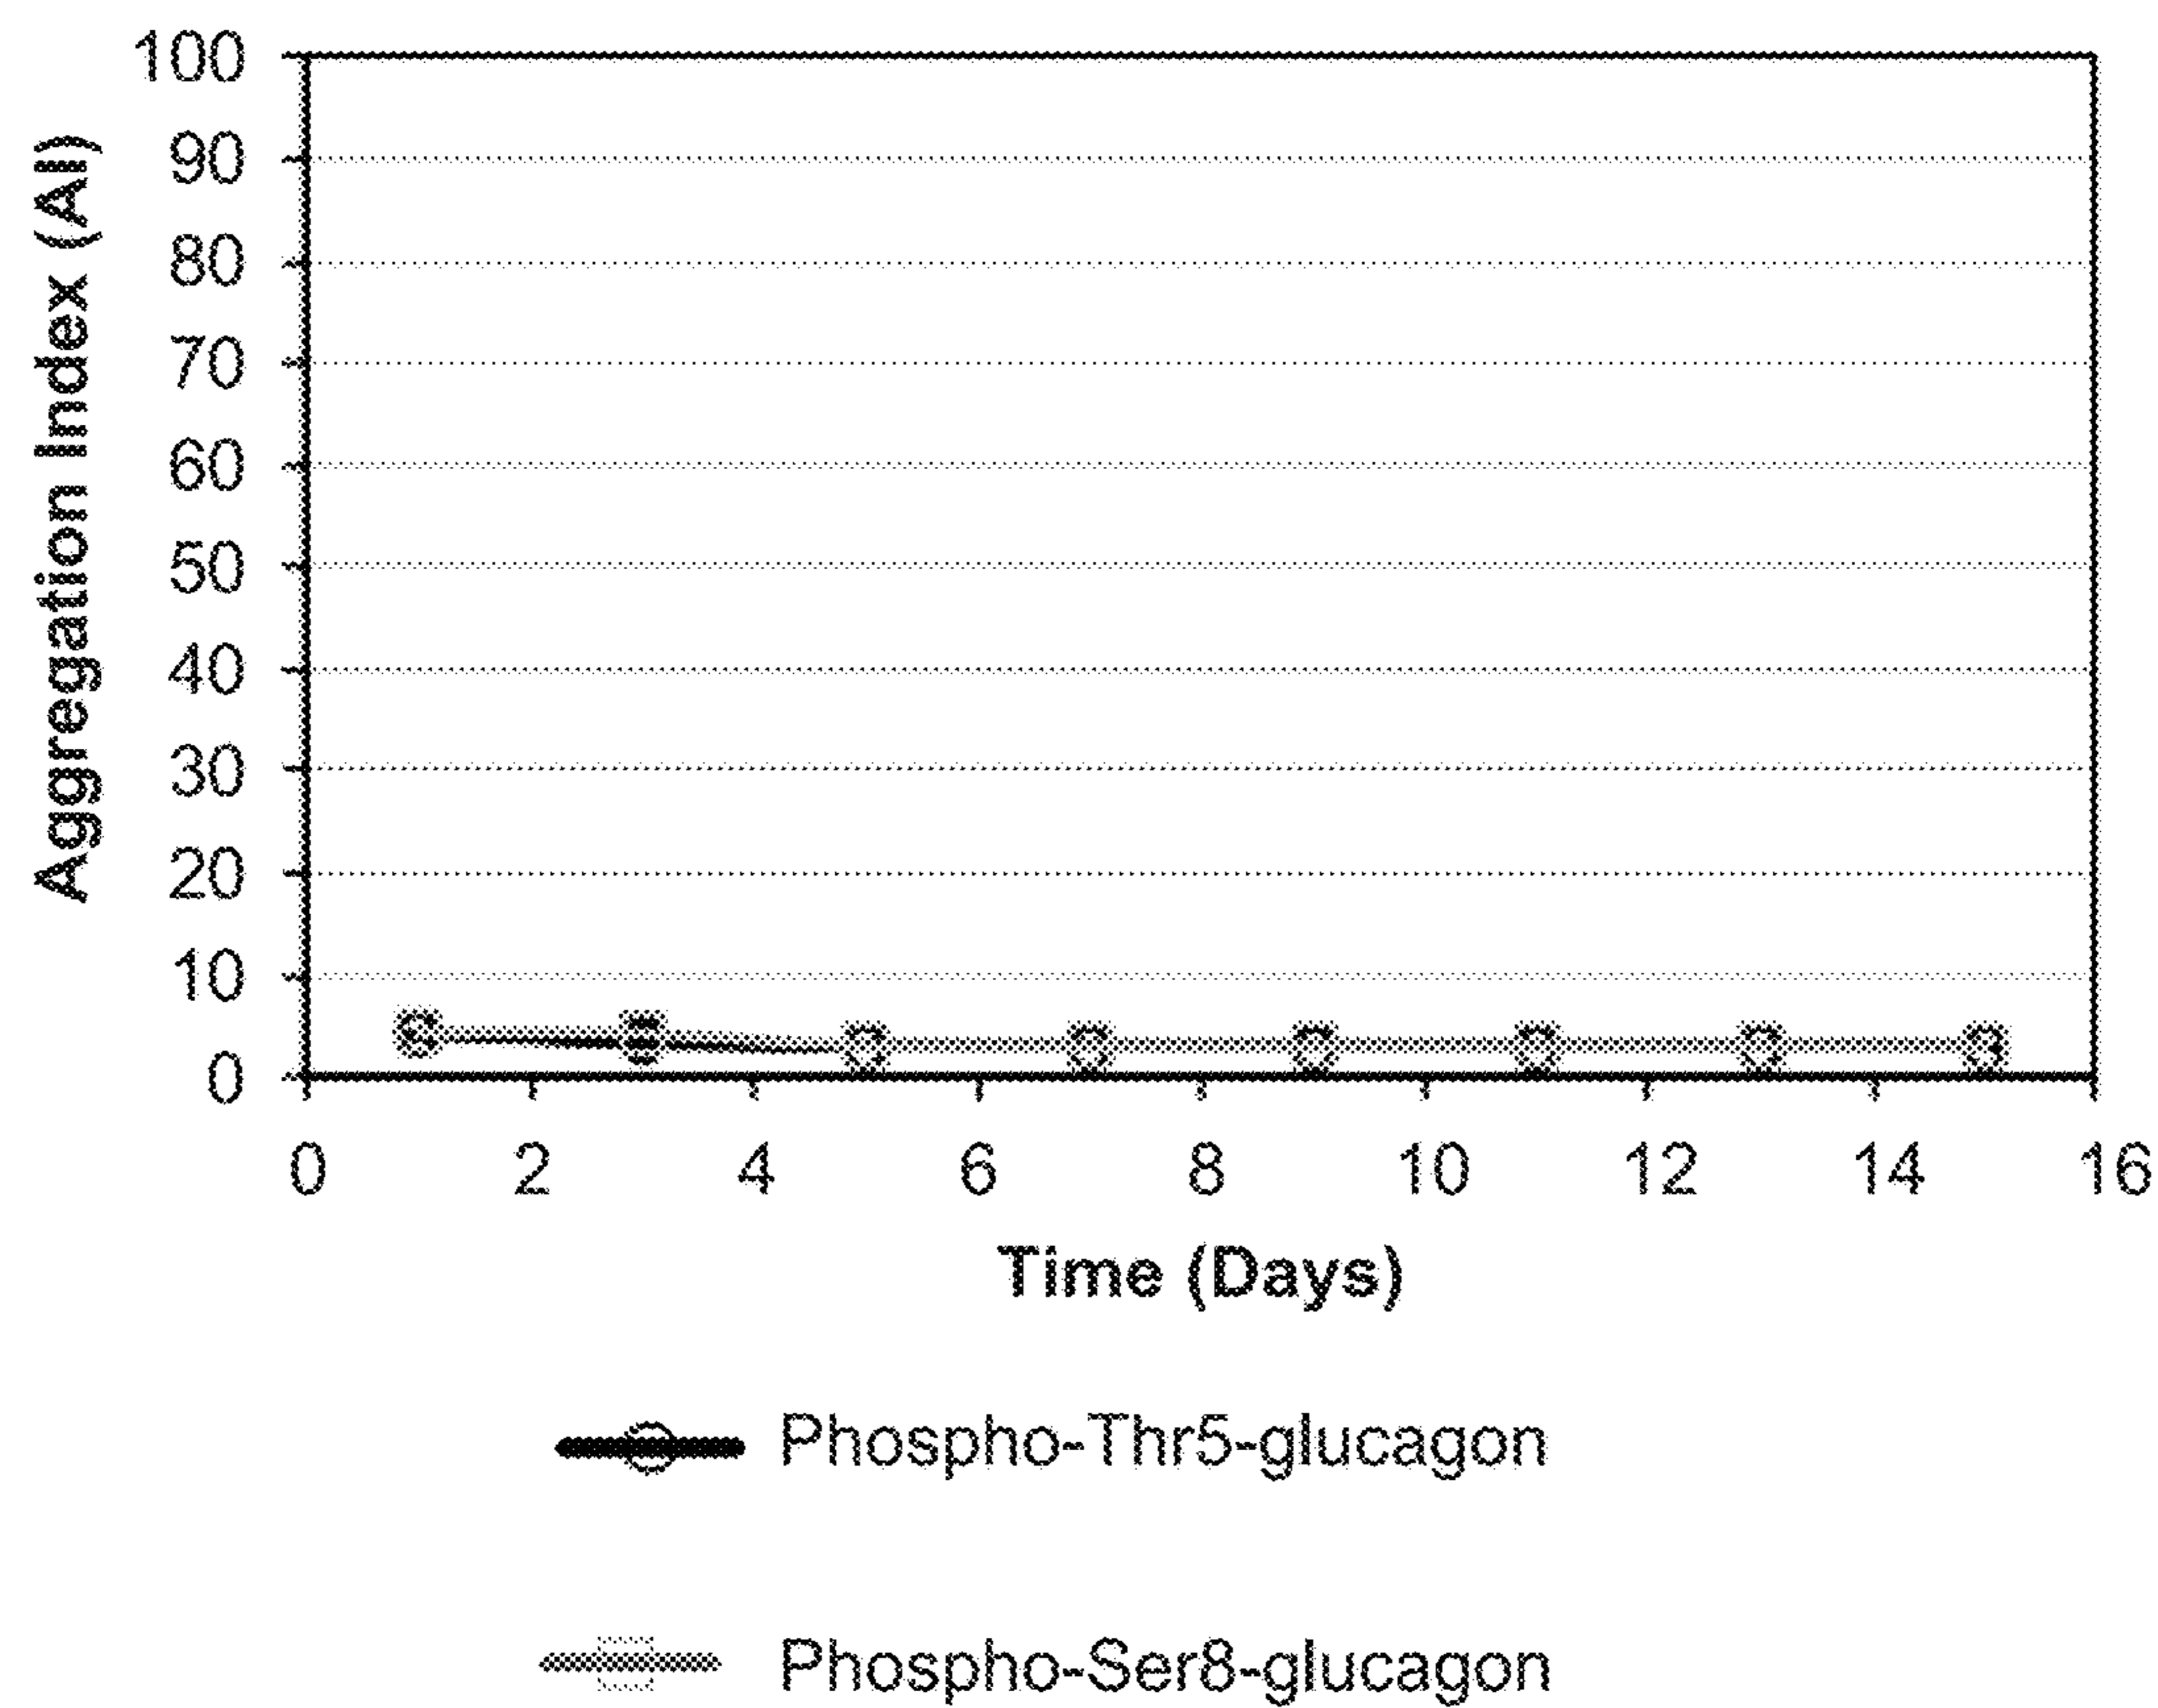 Aggregation Index (AI)
100
90
80
70
60
50
40
30
20
10
0
0 2 4 6 8 10 12 14 16
Time (Days)
Phospho-Thr5-glucagon
Phospho-Ser8-glucagon